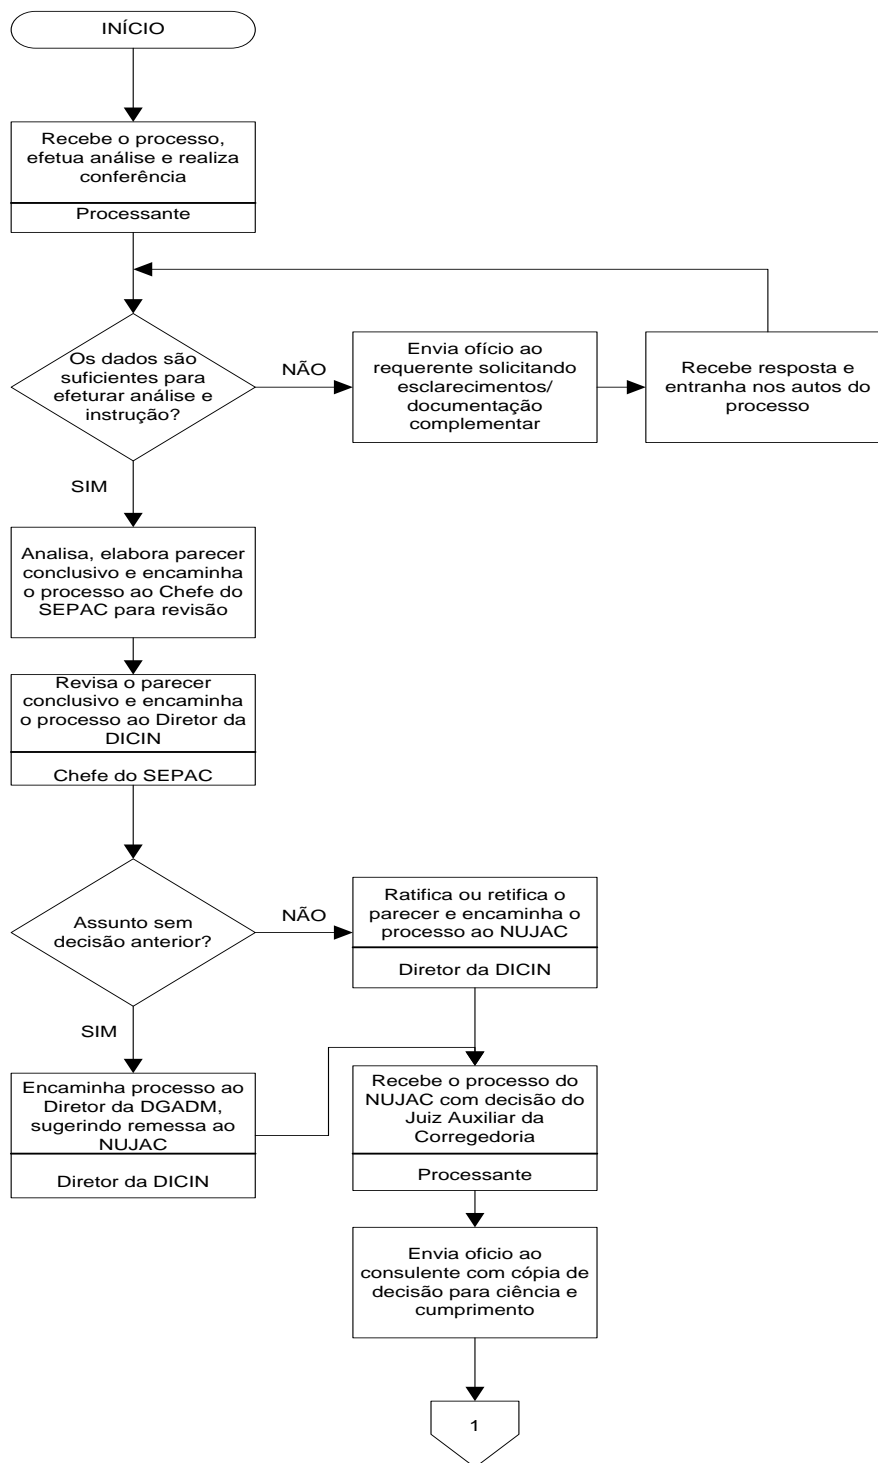 INÍCIO
Recebe o processo,
efetua análise e realiza
conferência
Processante
Os dados são
suficientes para
efeturar análise e
instrução?
NÃO
Envia ofício ao
requerente solicitando
esclarecimentos/
documentação
complementar
Recebe resposta e
entranha nos autos do
processo
SIM
Analisa, elabora parecer
conclusivo e encaminha
o processo ao Chefe do
SEPAC para revisão
Revisa o parecer
conclusivo e encaminha
o processo ao Diretor da
DICIN
Chefe do SEPAC
Assunto sem
decisão anterior?
NÃO
Ratifica ou retifica o
parecer e encaminha o
processo ao NUJAC
Diretor da DICIN
SIM
Encaminha processo ao
Diretor da DGADM,
sugerindo remessa ao
NUJAC
Diretor da DICIN
Recebe o processo do
NUJAC com decisão do
Juiz Auxiliar da
Corregedoria
Processante
Envia oficio ao
consulente com cópia de
decisão para ciência e
cumprimento
1